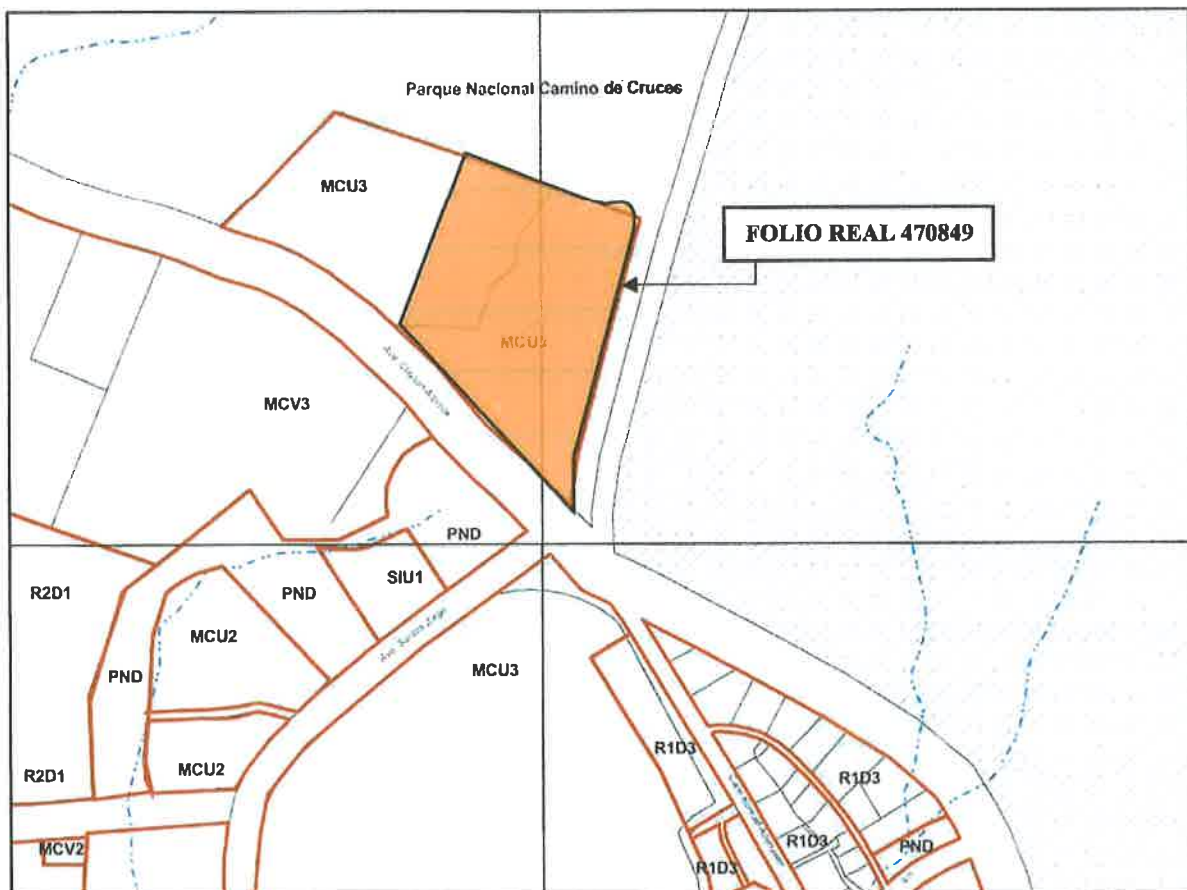 Parque Nacional Camino de Cruces
MCU3
FOLIO REAL 470849
MCU3
MCV3
PND
SIU1
R2D1
PND
MCU2
PND
MCU3
R1D3
R2D1
MCU2
R1D3
MCV2
R1D3
PND
R1D3